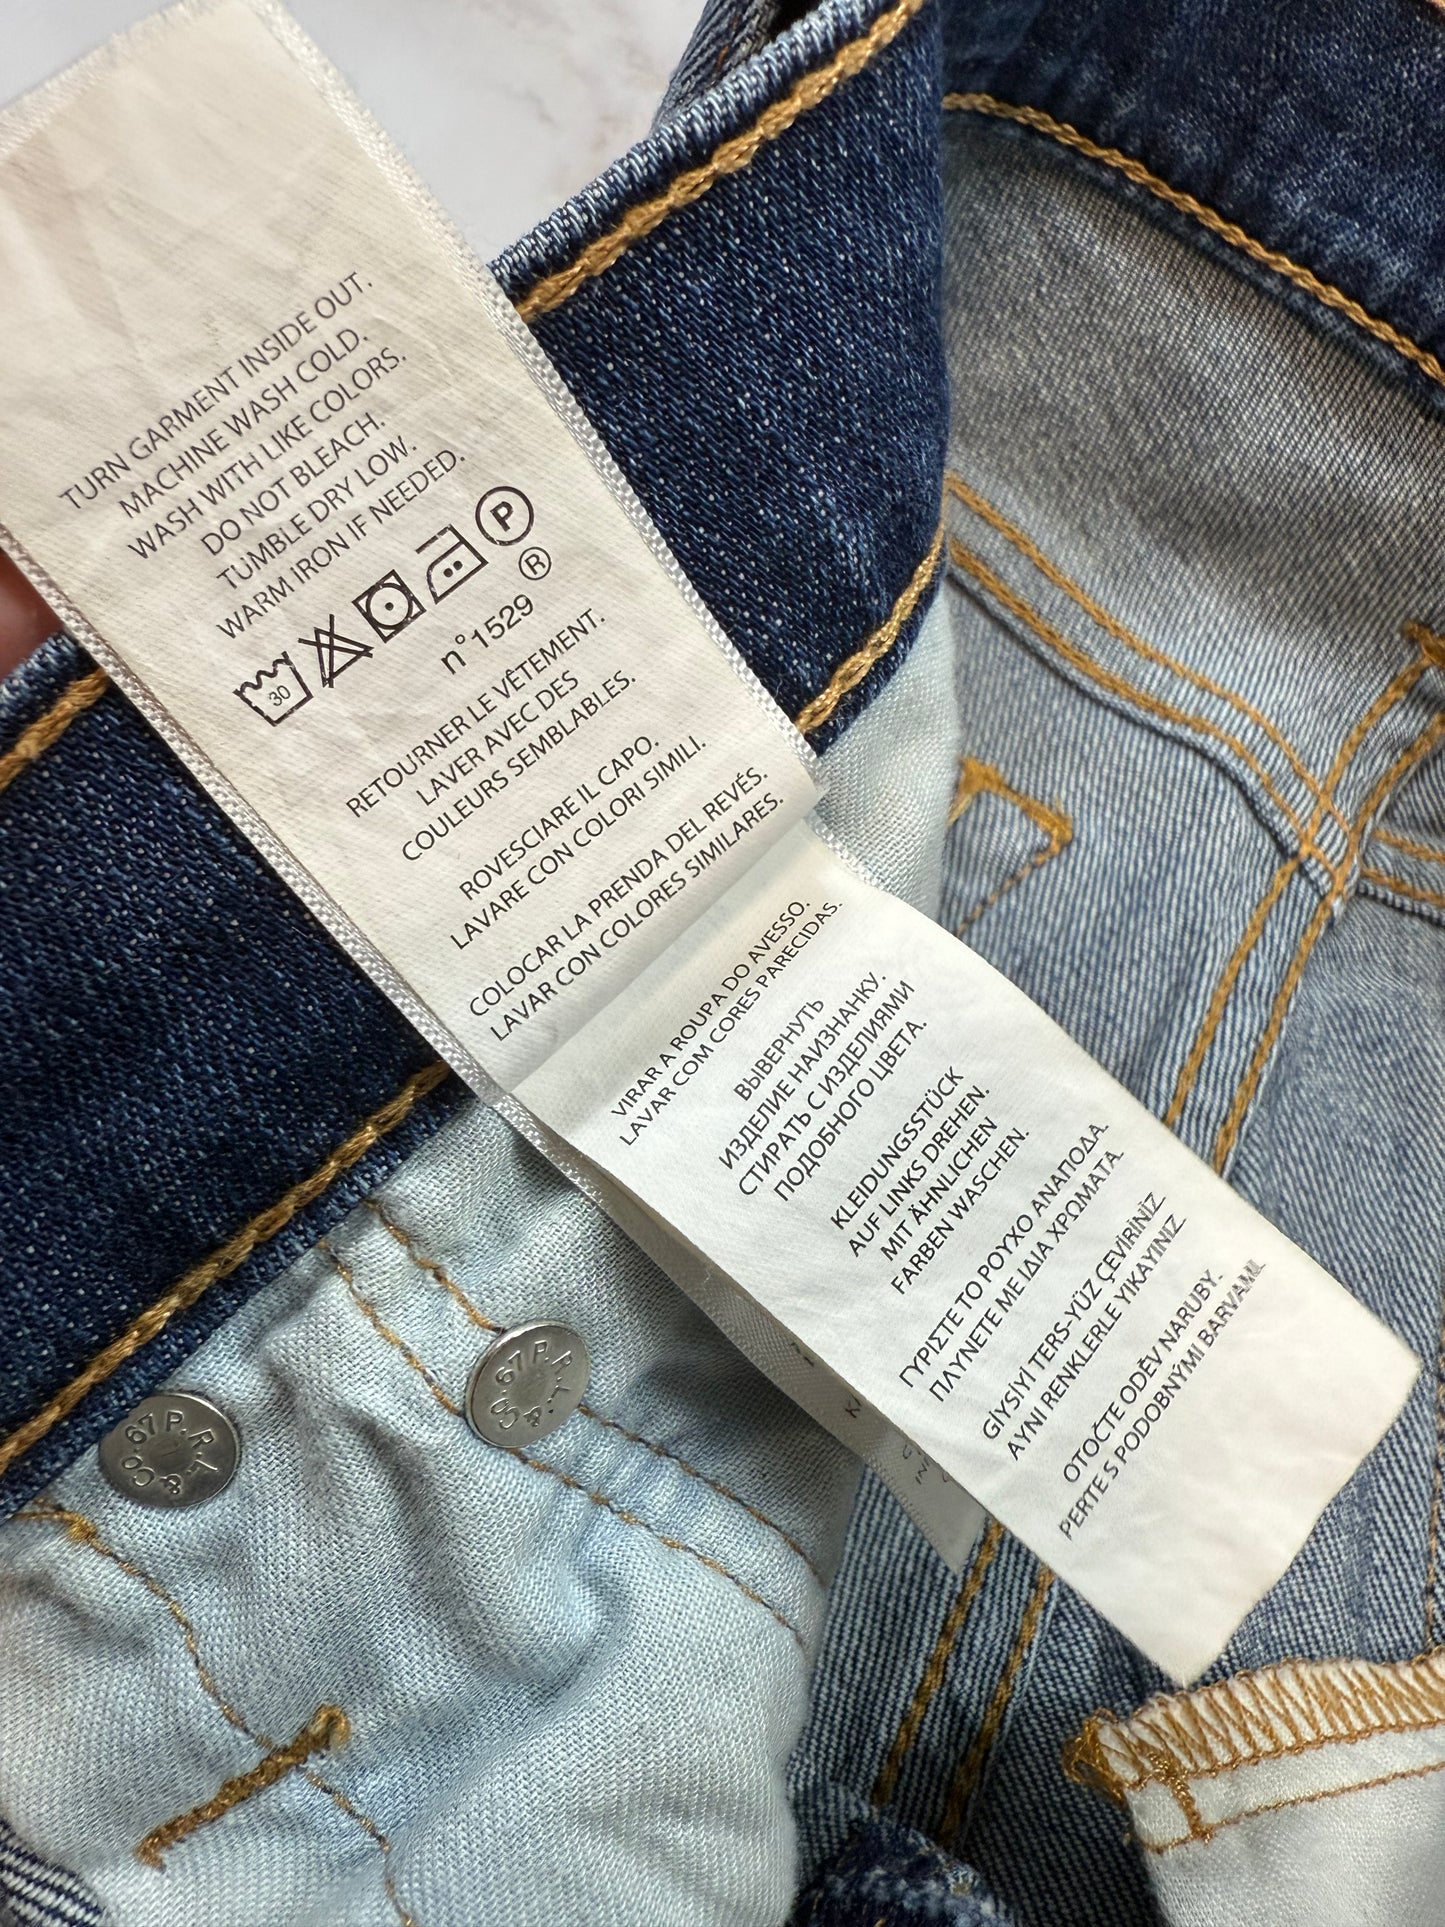 TURN GARMENT INSIDE OUT.
MACHINE WASH COLD.
WASH WITH LIKE COLORS.
DO NOT BLEACH.
TUMBLE DRY LOW.
WARM IRON IF NEEDED.
30
P
®
n°1529
RETOURNER LE VÊTEMENT.
LAVER AVEC DES
COULEURS SEMBLABLES.
ROVESCIARE IL CAPO.
LAVARE CON COLORI SIMILI.
COLOCAR LA PRENDA DEL REVÉS.
LAVAR CON COLORES SIMILARES.
VIRAR A ROUPA DO AVESSO.
LAVAR COM CORES PARECIDAS.
ВЫВЕРНУТЬ
ИЗДЕЛИЕ НАИЗНАНКУ.
СТИРАТЬ С ИЗДЕЛИЯМИ
ПОДОБНОГО ЦВЕТА.
KLEIDUNGSSTÜCK
AUF LINKS DREHEN.
MIT ÄHNLICHEN
FARBEN WASCHEN.
ΓΥΡΙΣΤΕ ΤΟ ΡΟΥΧΟ ΑΝΑΠΟΔΑ.
ΠΛΥΝΕΤΕ ΜΕ ΙΔΙΑ ΧΡΩΜΑΤΑ.
GİYSİYİ TERS-YÜZ ÇEVİRİNİZ.
AYNI RENKLERLE YIKAYINIZ.
OTOČTE ODĚV NARUBY.
PERTE S PODOBNÝMI BARVAMI.
67 P.R.L. & Co.
67 P.R.L. & Co.